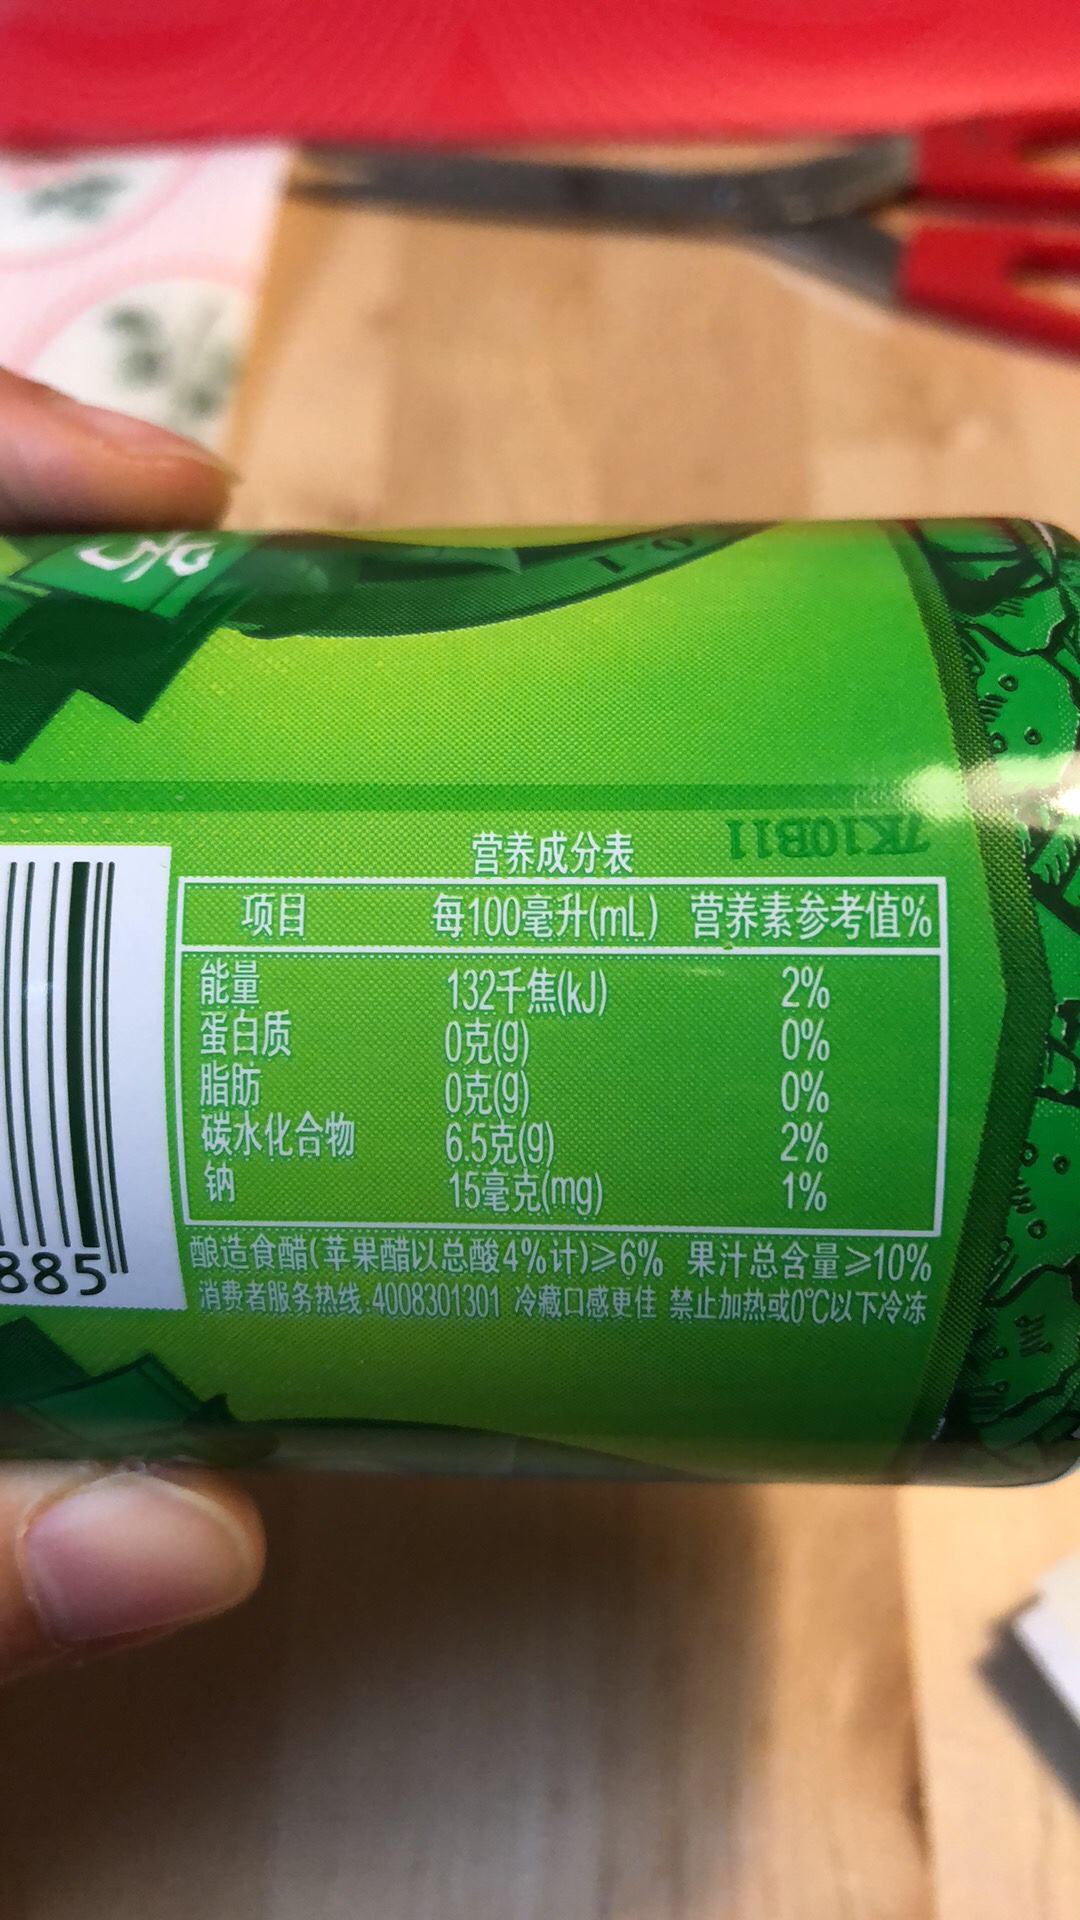 营养成分表
7K10B11
项目 每100毫升(mL) 营养素参考值%
能量 132千焦(kJ) 2%
蛋白质 0克(g) 0%
脂肪 0克(g) 0%
碳水化合物 6.5克(g) 2%
钠 15毫克(mg) 1%
酿造食醋(苹果醋以总酸4%计)≥6% 果汁总含量≥10%
消费者服务热线:4008301301 冷藏口感更佳 禁止加热或0℃以下冷冻
885